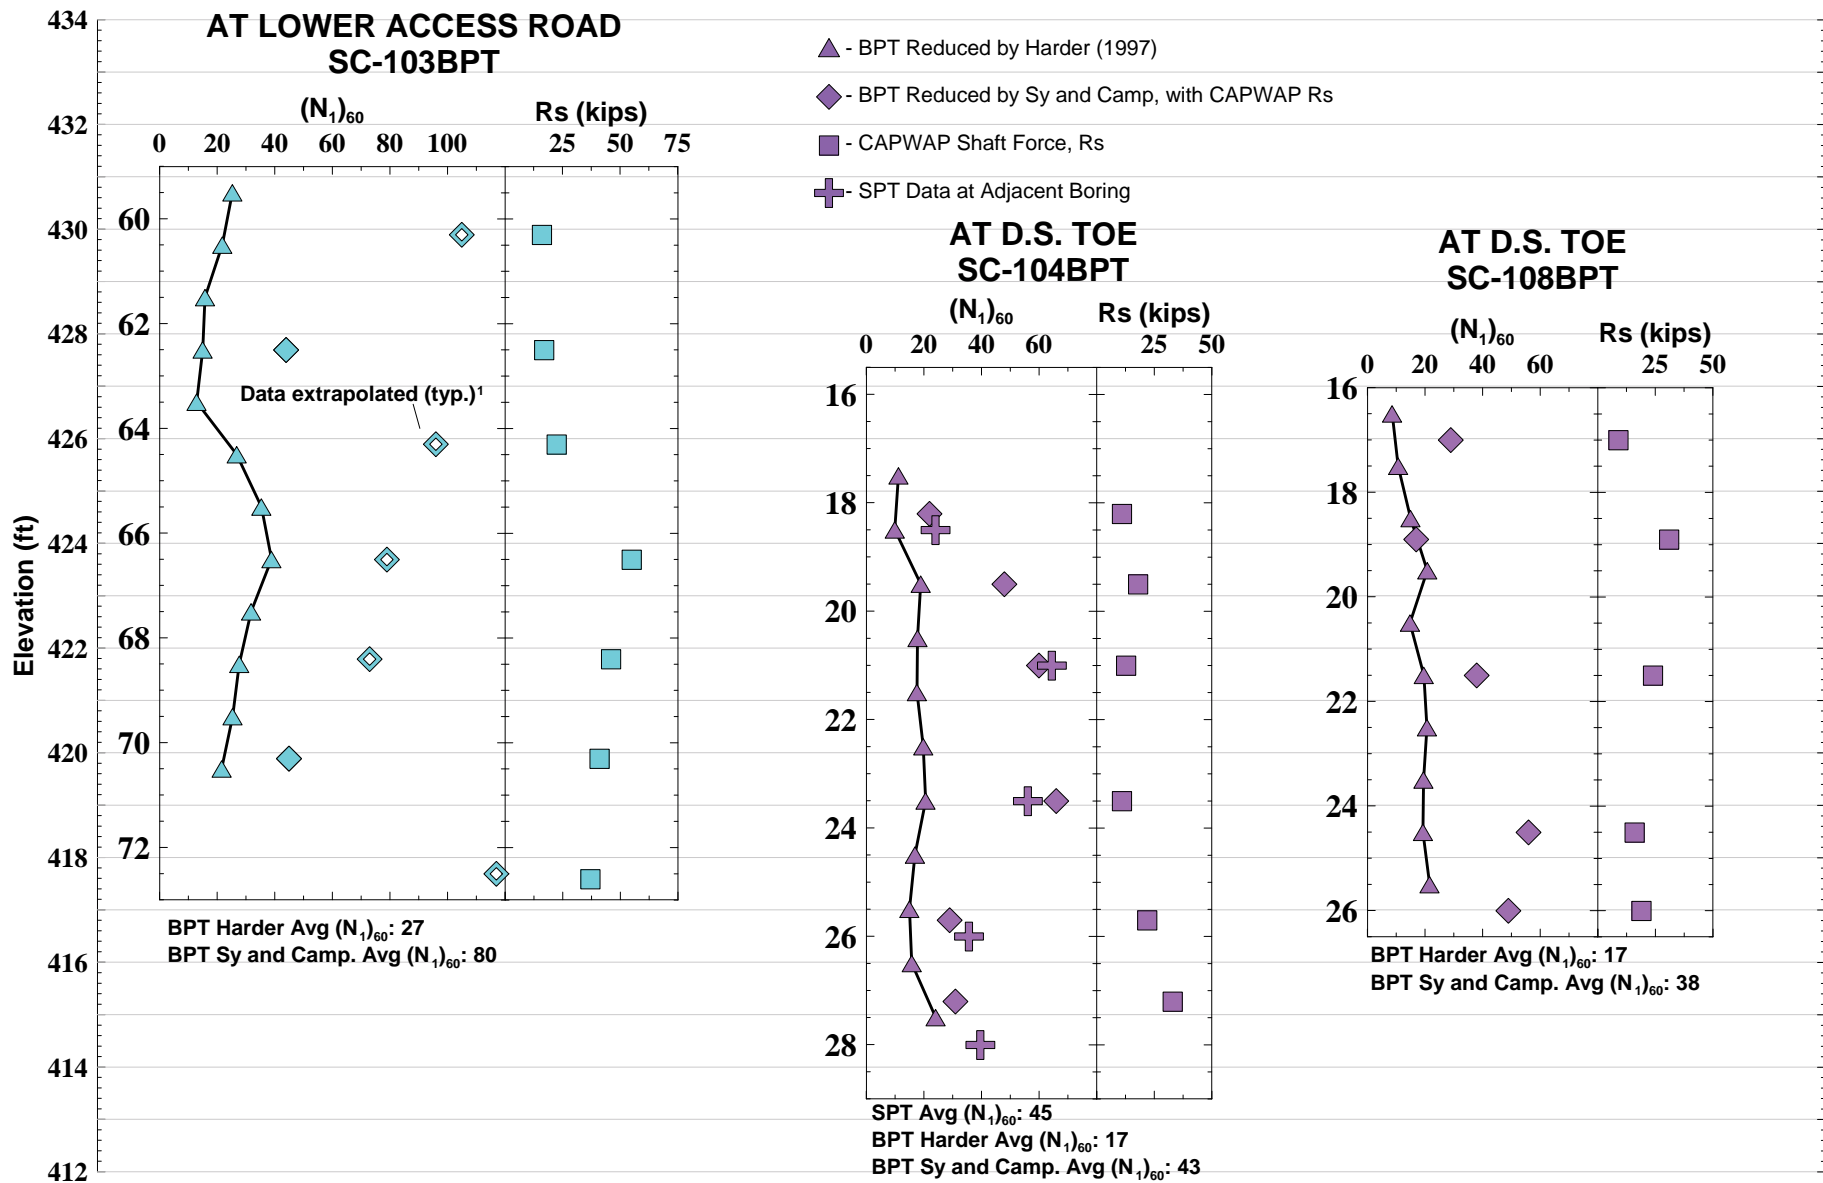 AT LOWER ACCESS ROAD
SC-103BPT
(N₁)₆₀
Rs (kips)
0 20 40 60 80 100
25 50 75
60
62
64
66
68
70
72
Data extrapolated (typ.)¹
BPT Harder Avg (N₁)₆₀: 27
BPT Sy and Camp. Avg (N₁)₆₀: 80
- BPT Reduced by Harder (1997)
- BPT Reduced by Sy and Camp, with CAPWAP Rs
- CAPWAP Shaft Force, Rs
- SPT Data at Adjacent Boring
AT D.S. TOE
SC-104BPT
(N₁)₆₀
Rs (kips)
0 20 40 60
25 50
16
18
20
22
24
26
28
SPT Avg (N₁)₆₀: 45
BPT Harder Avg (N₁)₆₀: 17
BPT Sy and Camp. Avg (N₁)₆₀: 43
AT D.S. TOE
SC-108BPT
(N₁)₆₀
Rs (kips)
0 20 40 60
25 50
16
18
20
22
24
26
BPT Harder Avg (N₁)₆₀: 17
BPT Sy and Camp. Avg (N₁)₆₀: 38
Elevation (ft)
434
432
430
428
426
424
422
420
418
416
414
412